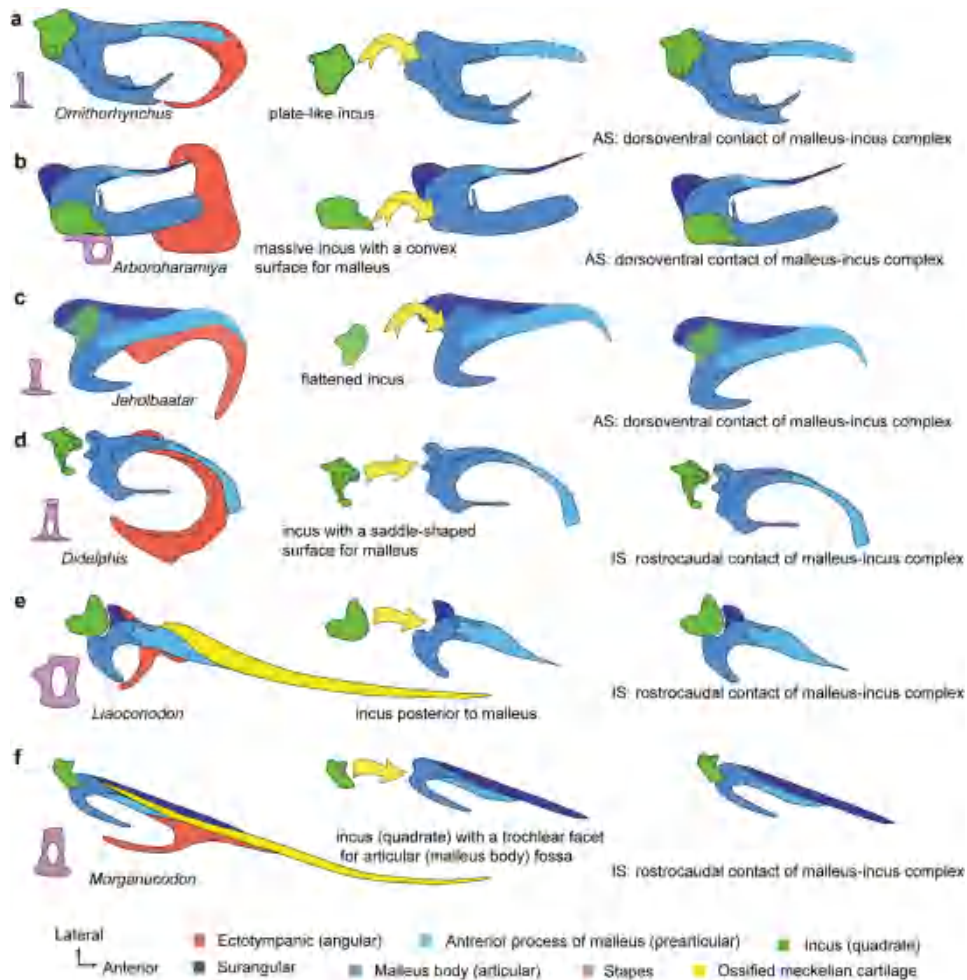 a
Ornithorhynchus
plate-like incus
AS: dorsoventral contact of malleus-incus complex
b
Arboroharamiya
massive incus with a convex
surface for malleus
AS: dorsoventral contact of malleus-incus complex
c
Jeholbaatar
flattened incus
AS: dorsoventral contact of malleus-incus complex
d
Didelphis
incus with a saddle-shaped
surface for malleus
IS: rostrocaudal contact of malleus-incus complex
e
Liaoconodon
incus posterior to malleus
IS: rostrocaudal contact of malleus-incus complex
f
Morganucodon
incus (quadrate) with a trochlear facet
for articular (malleus body) fossa
IS: rostrocaudal contact of malleus-incus complex
Lateral
Anterior
Ectotympanic (angular)
Antreriol process of malleus (prearticular)
Incus (quadrate)
Surangular
Malleus body (articular)
Stapes
Ossified meckelian cartilage